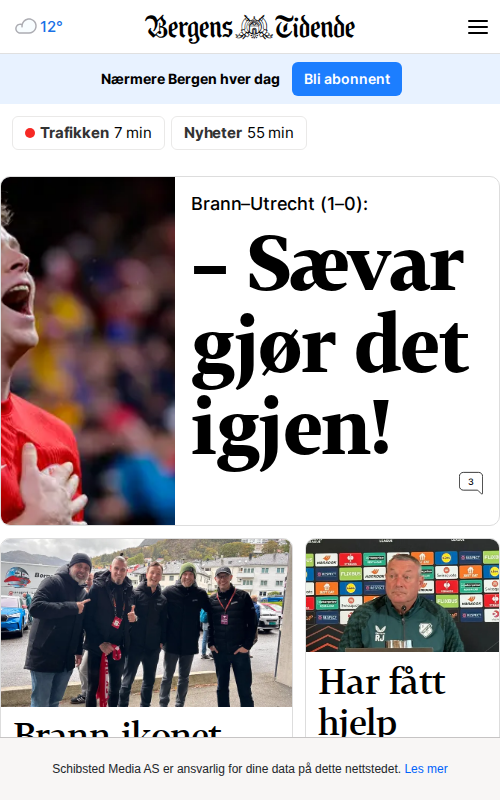 12°
Bergens Tidende
Nærmere Bergen hver dag
Bli abonnent
Trafikken 7 min
Nyheter 55 min
Brann–Utrecht (1–0):
– Sævar
gjør det
igjen!
3
Har fått
hjelp
Brann-ikonet
RJ
Schibsted Media AS er ansvarlig for dine data på dette nettstedet. Les mer